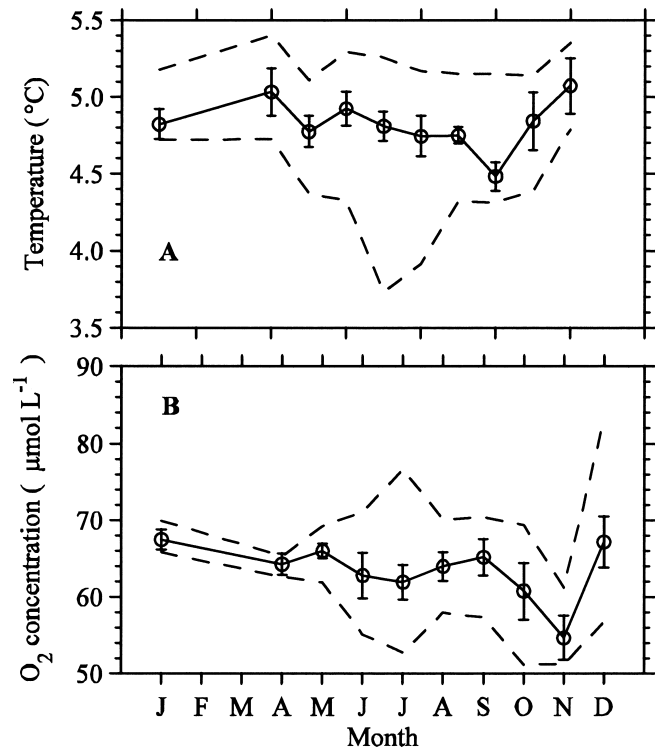 5.5
5.0
4.5
4.0
3.5
Temperature (°C)
A
90
80
70
60
50
O₂ concentration ( μmol L⁻¹ )
B
J F M A M J J A S O N D
Month